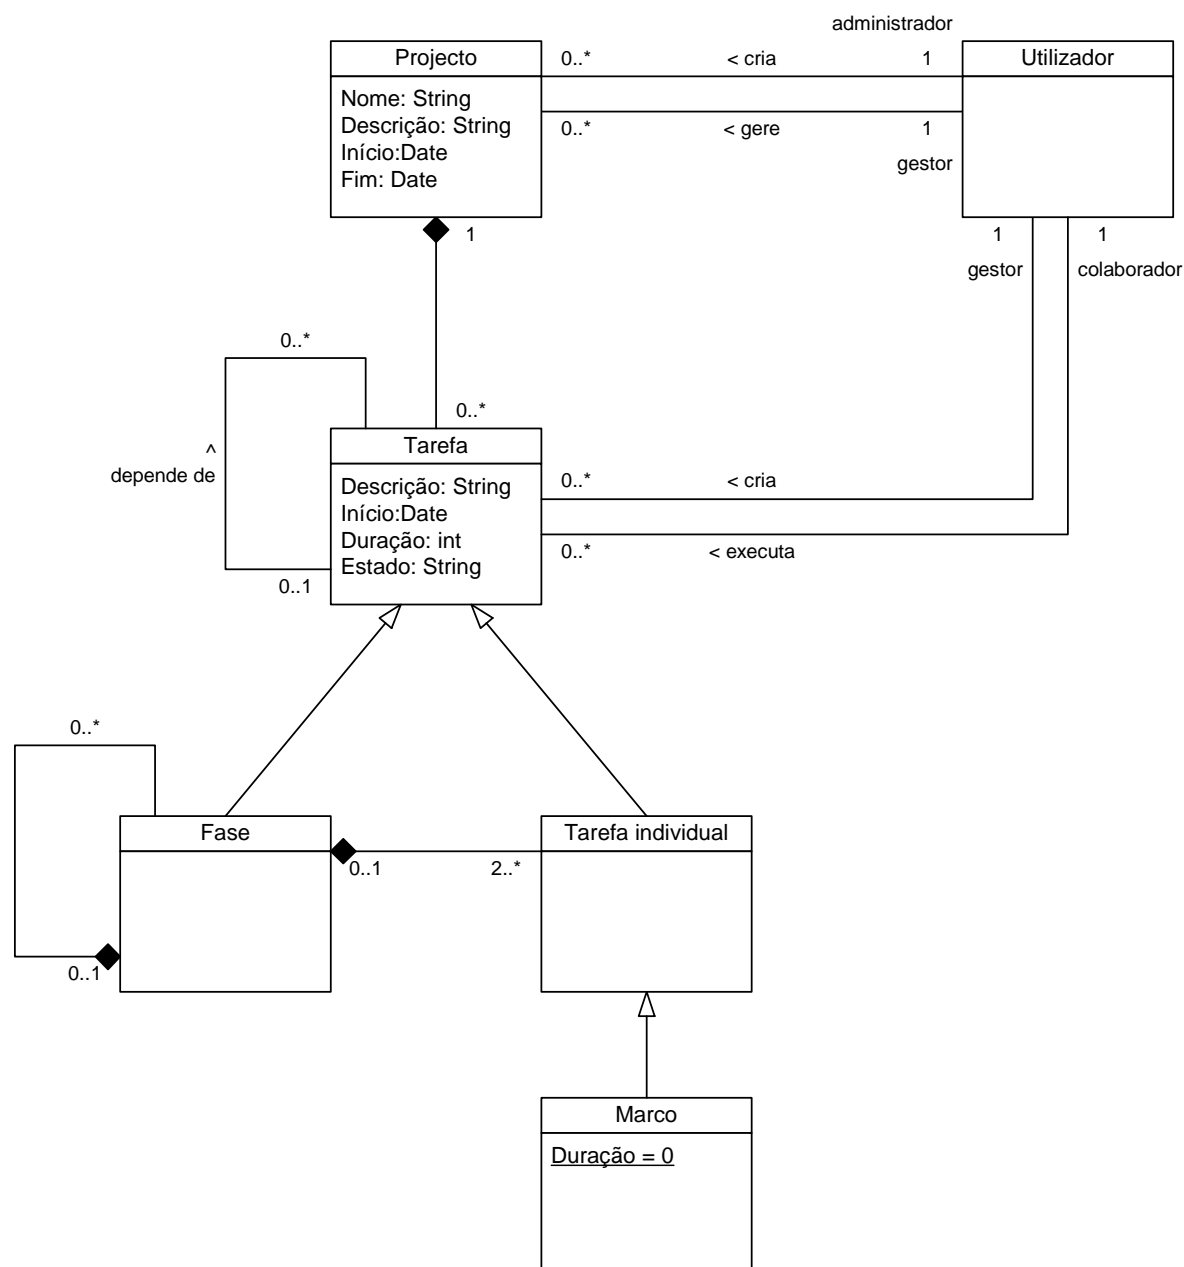 administrador
Projecto
0..*
< cria
1
Utilizador
Nome: String
Descrição: String
Início:Date
Fim: Date
0..*
< gere
1
gestor
1
1
1
gestor
colaborador
0..*
0..*
Tarefa
^
depende de
Descrição: String
Início:Date
Duração: int
Estado: String
0..*
< cria
0..*
< executa
0..1
0..*
Fase
Tarefa individual
0..1
2..*
0..1
Marco
Duração = 0